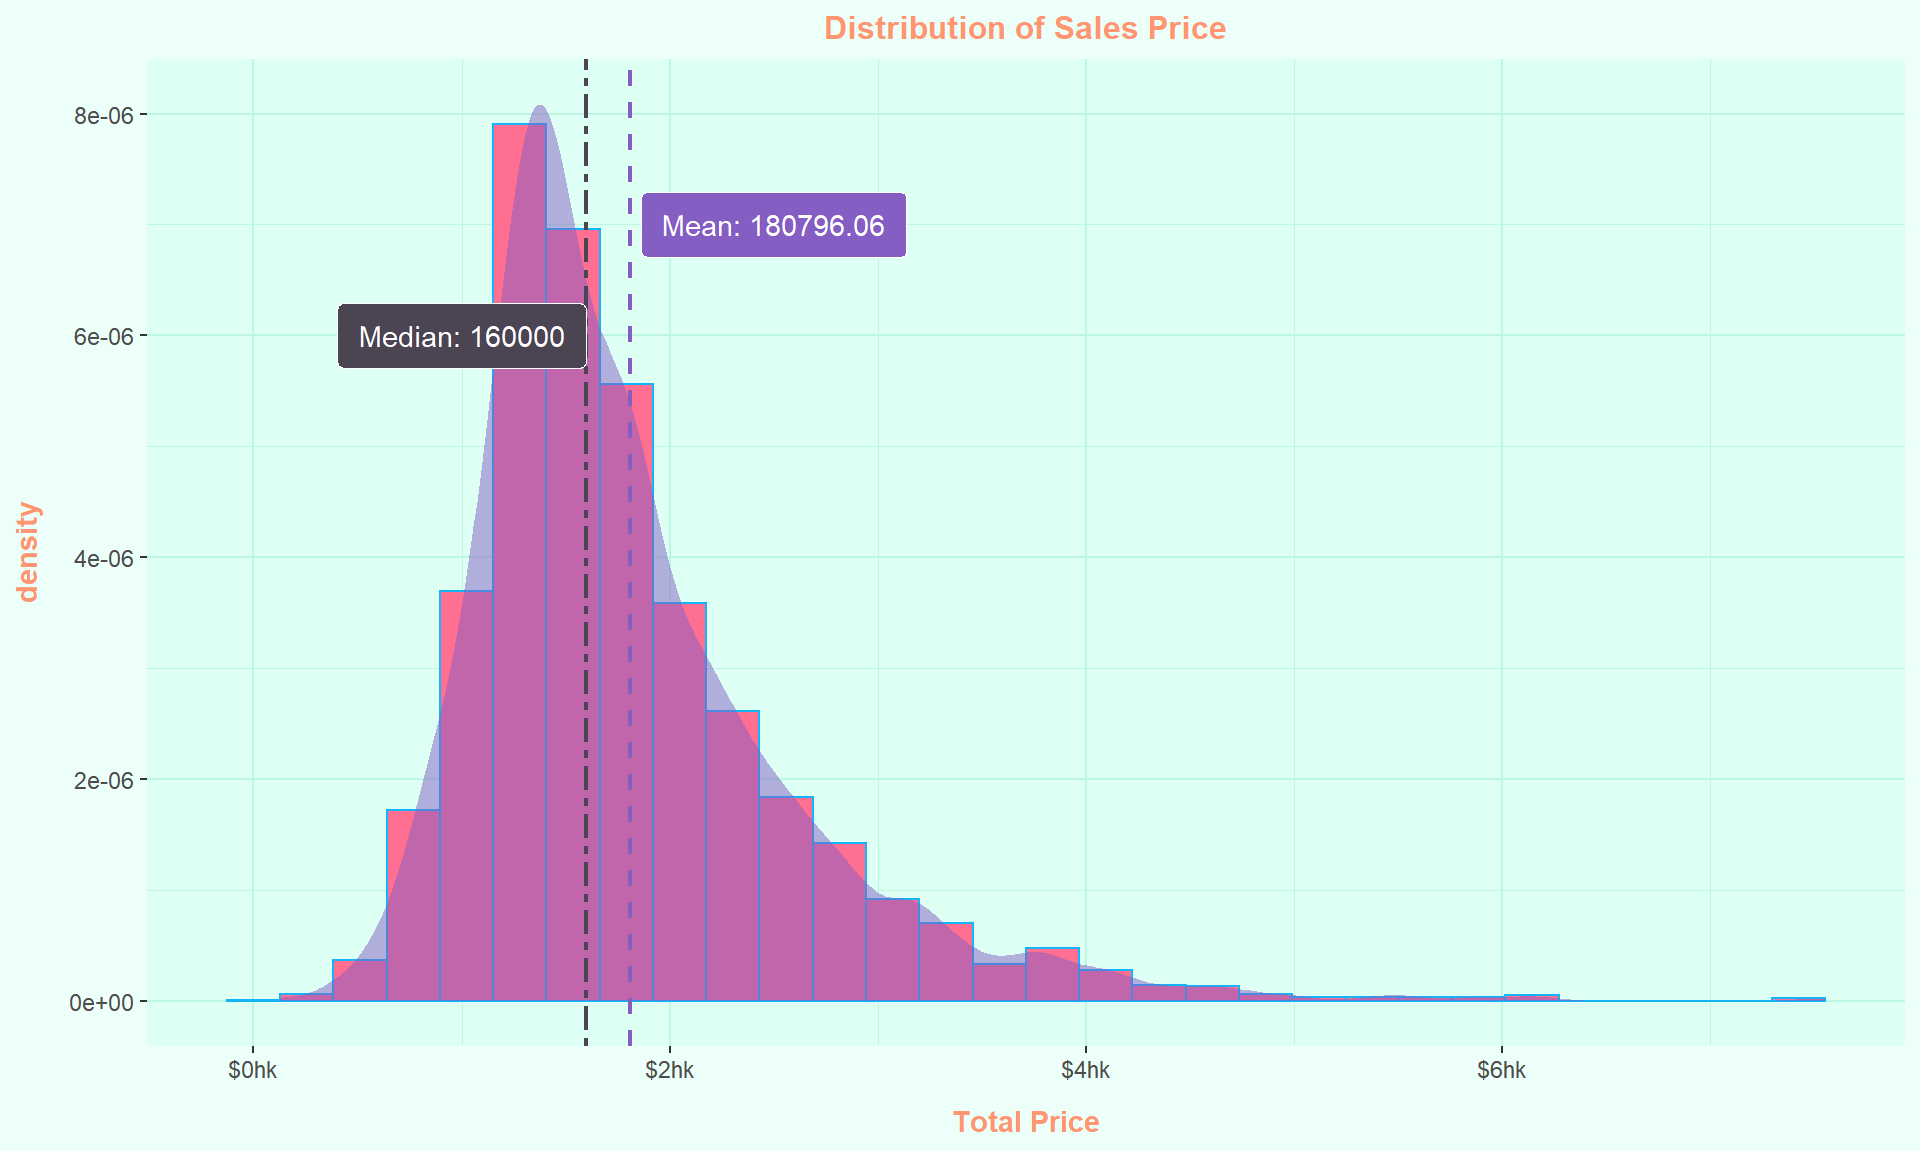 Distribution of Sales Price
8e-06
Mean: 180796.06
Median: 160000
6e-06
density
4e-06
2e-06
0e+00
$0hk $2hk $4hk $6hk
Total Price